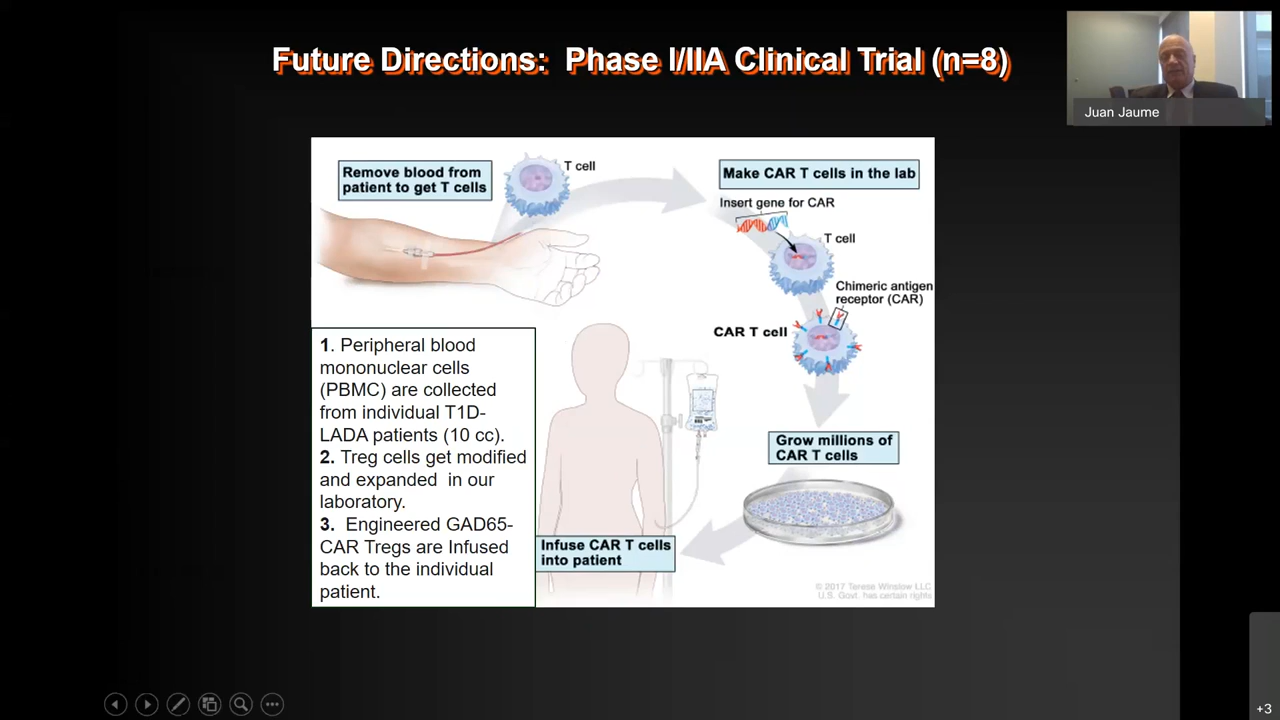 Future Directions:  Phase I/IIA Clinical Trial (n=8)
Juan Jaume
Remove blood from
patient to get T cells
T cell
Make CAR T cells in the lab
Insert gene for CAR
T cell
Chimeric antigen
receptor (CAR)
CAR T cell
1. Peripheral blood
mononuclear cells
(PBMC) are collected
from individual T1D-
LADA patients (10 cc).
2. Treg cells get modified
and expanded  in our
laboratory.
3.  Engineered GAD65-
CAR Tregs are Infused
back to the individual
patient.
Grow millions of
CAR T cells
Infuse CAR T cells
into patient
© 2017 Terese Winslow LLC
U.S. Govt. has certain rights
+3